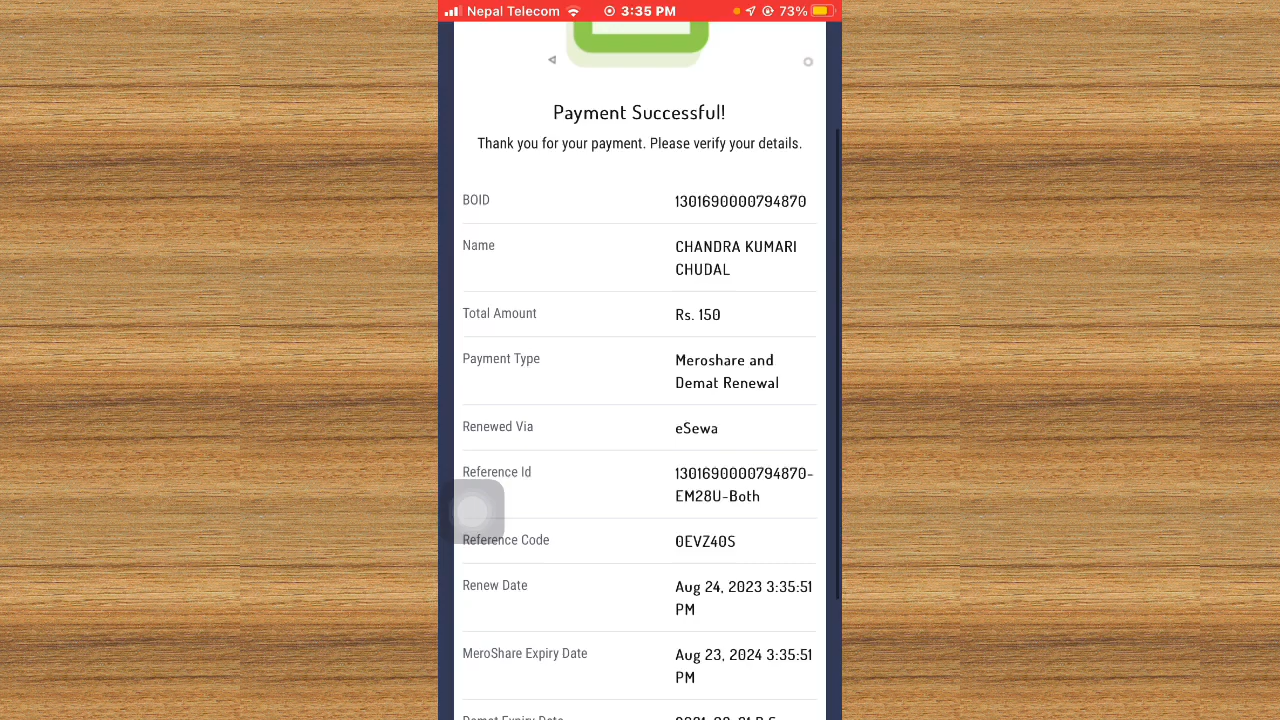 Nepal Telecom 3:35 PM 73%
Payment Successful!
Thank you for your payment. Please verify your details.
BOID 1301690000794870
Name CHANDRA KUMARI
CHUDAL
Total Amount Rs. 150
Payment Type Meroshare and
Demat Renewal
Renewed Via eSewa
Reference Id 1301690000794870-
EM28U-Both
Reference Code 0EVZ40S
Renew Date Aug 24, 2023 3:35:51
PM
MeroShare Expiry Date Aug 23, 2024 3:35:51
PM
Demat Expiry Date